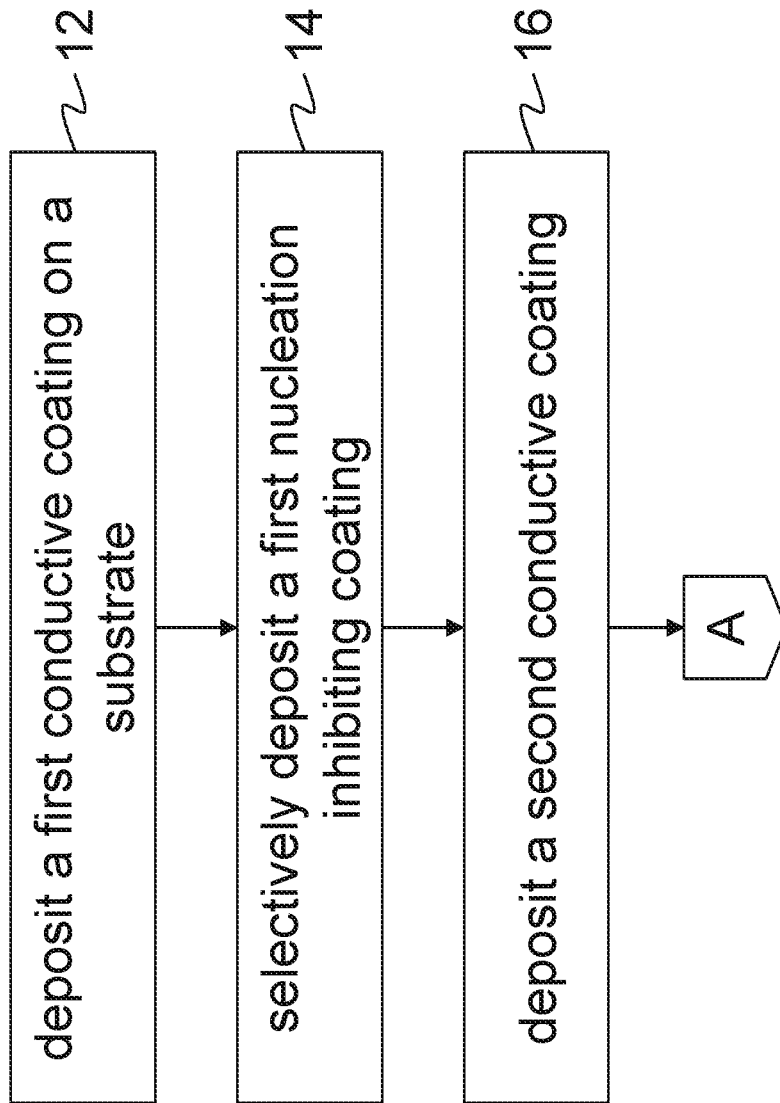 deposit a first conductive coating on a
substrate
12
selectively deposit a first nucleation
inhibiting coating
14
deposit a second conductive coating
16
A